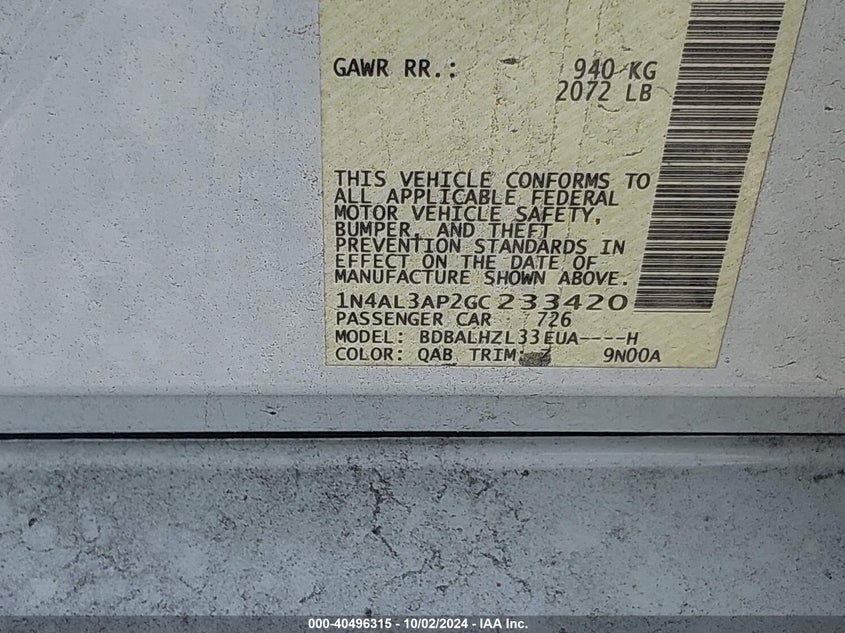 GAWR RR.: 940 KG
2072 LB
THIS VEHICLE CONFORMS TO
ALL APPLICABLE FEDERAL
MOTOR VEHICLE SAFETY,
BUMPER, AND THEFT
PREVENTION STANDARDS IN
EFFECT ON THE DATE OF
MANUFACTURE SHOWN ABOVE.
1N4AL3AP2GC233420
PASSENGER CAR 726
MODEL: BDBALHZL33EUA----H
COLOR: QAB TRIM: 9N00A
000-40496315 - 10/02/2024 - IAA Inc.